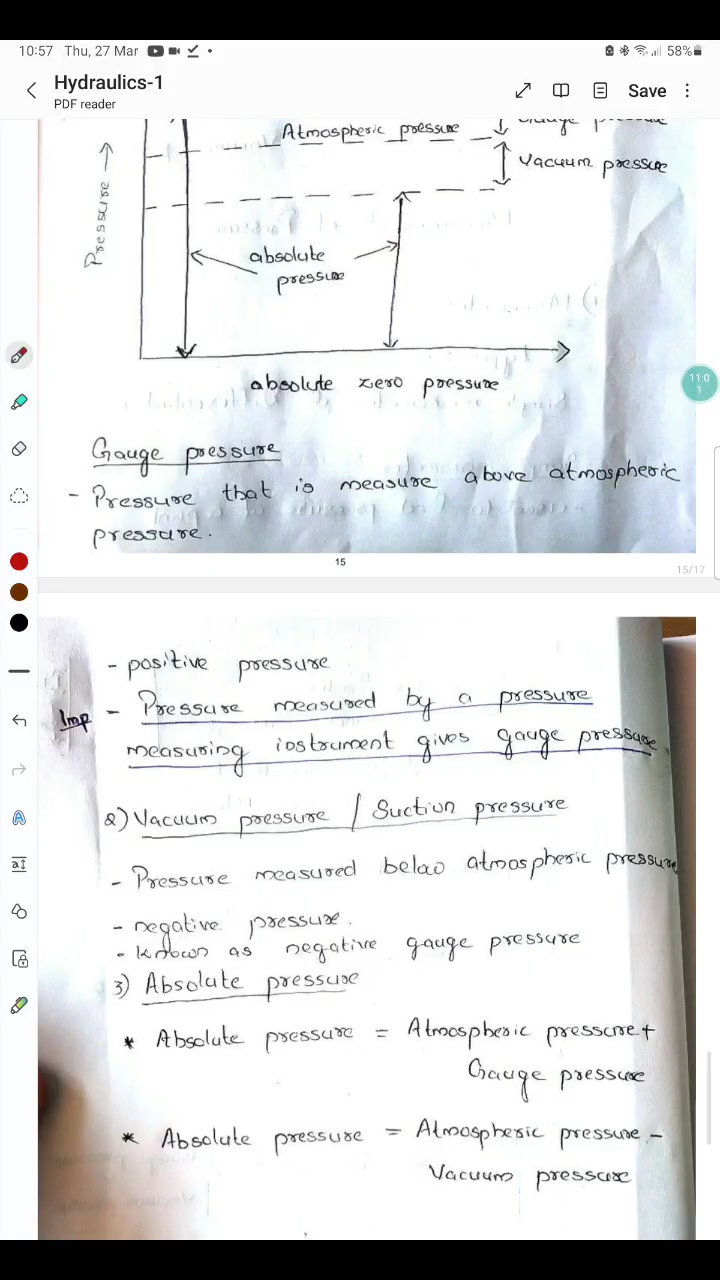 10:57 Thu, 27 Mar
58%
Hydraulics-1
PDF reader
Save
Atmospheric pressure
Vacuum pressure
Pressure →
absolute
pressure
absolute zero pressure
11:0
1
Gauge pressure
- Pressure that is measure above atmospheric
pressure.
15
15/17
- positive pressure
Imp - Pressure measured by a pressure
measuring iostrument gives gauge pressure.
2) Vacuum pressure / Suction pressure
- Pressure measured below atmospheric pressure
- negative pressure.
- known as negative gauge pressure
3) Absolute pressure
* Absolute pressure = Atmospheric pressure +
Gauge pressure
* Absolute pressure = Atmospheric pressure -
Vacuum pressure